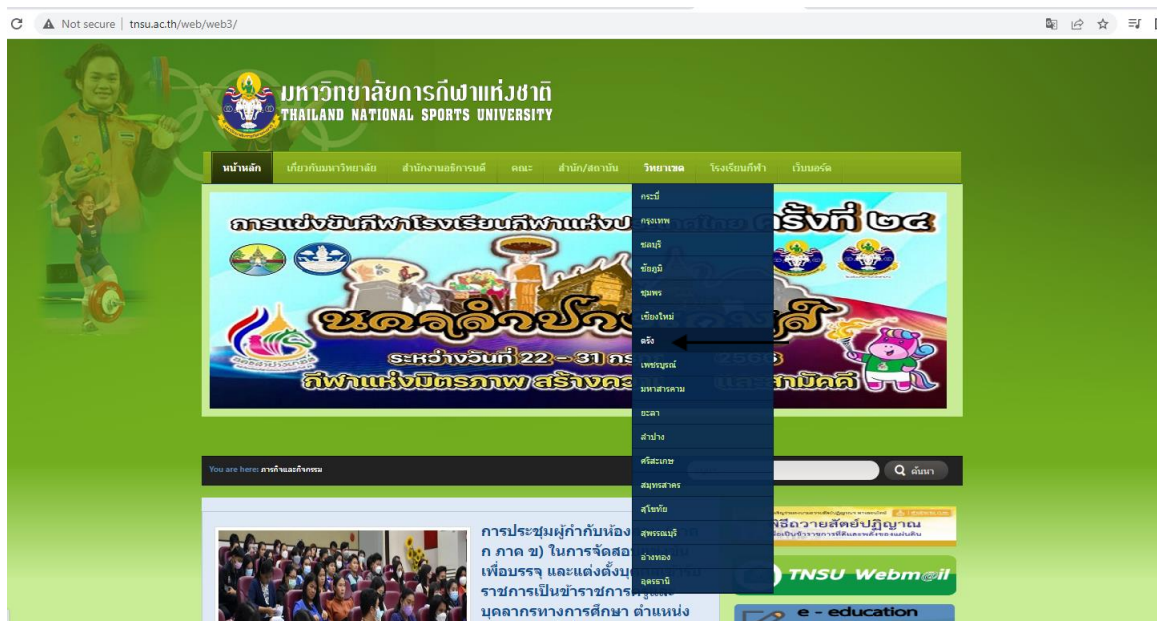 Not secure | tnsu.ac.th/web/web3/
มหาวิทยาลัยการกีฬาแห่งชาติ
THAILAND NATIONAL SPORTS UNIVERSITY
หน้าหลัก เกี่ยวกับมหาวิทยาลัย สำนักงานอธิการบดี คณะ สำนัก/สถาบัน วิทยาเขต โรงเรียนกีฬา เว็บบอร์ด
กระบี่
กรุงเทพ
ชลบุรี
ชัยภูมิ
ชุมพร
เชียงใหม่
ตรัง
เพชรบูรณ์
มหาสารคาม
ยะลา
ลำปาง
ศรีสะเกษ
สมุทรสาคร
สุโขทัย
สุพรรณบุรี
อ่างทอง
อุดรธานี
การแข่งขันกีฬาโรงเรียนกีฬาแห่งป ครั้งที่ ๒๔
ระหว่างวันที่ 22 - 31
กีฬาแห่งมิตรภาพ สร้างคว และสามัคคี
You are here: ภารกิจและกิจกรรม
ค้นหา
การประชุมผู้กำกับห้อง
ก ภาค ข) ในการจัดสอ
เพื่อบรรจุ และแต่งตั้งบุ
ราชการเป็นข้าราชการ
บุคลากรทางการศึกษา ตำแหน่ง
พิธีถวายสัตย์ปฏิญาณ
TNSU Webm@il
e - education